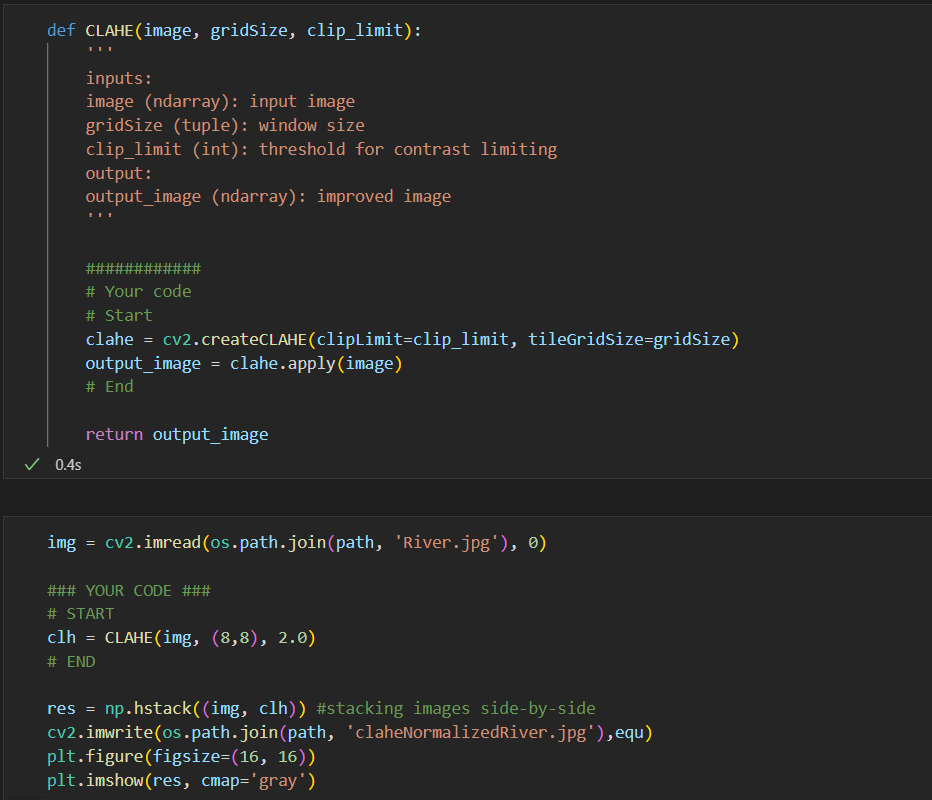 def CLAHE(image, gridSize, clip_limit):
'''
inputs:
image (ndarray): input image
gridSize (tuple): window size
clip_limit (int): threshold for contrast limiting
output:
output_image (ndarray): improved image
'''
############
# Your code
# Start
clahe = cv2.createCLAHE(clipLimit=clip_limit, tileGridSize=gridSize)
output_image = clahe.apply(image)
# End
return output_image
0.4s
img = cv2.imread(os.path.join(path, 'River.jpg'), 0)
### YOUR CODE ###
# START
clh = CLAHE(img, (8,8), 2.0)
# END
res = np.hstack((img, clh)) #stacking images side-by-side
cv2.imwrite(os.path.join(path, 'claheNormalizedRiver.jpg'),equ)
plt.figure(figsize=(16, 16))
plt.imshow(res, cmap='gray')